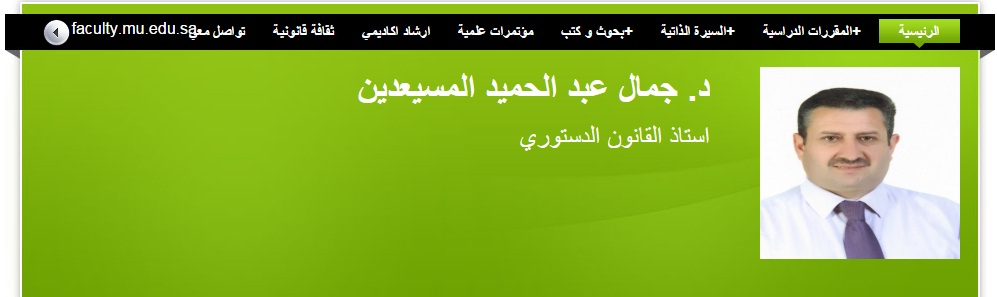 الرئيسية +المقررات الدراسية +السيرة الذاتية +بحوث و كتب مؤتمرات علمية ارشاد اكاديمي ثقافة قانونية تواصل معي faculty.mu.edu.sa
د. جمال عبد الحميد المسيعدين
استاذ القانون الدستوري